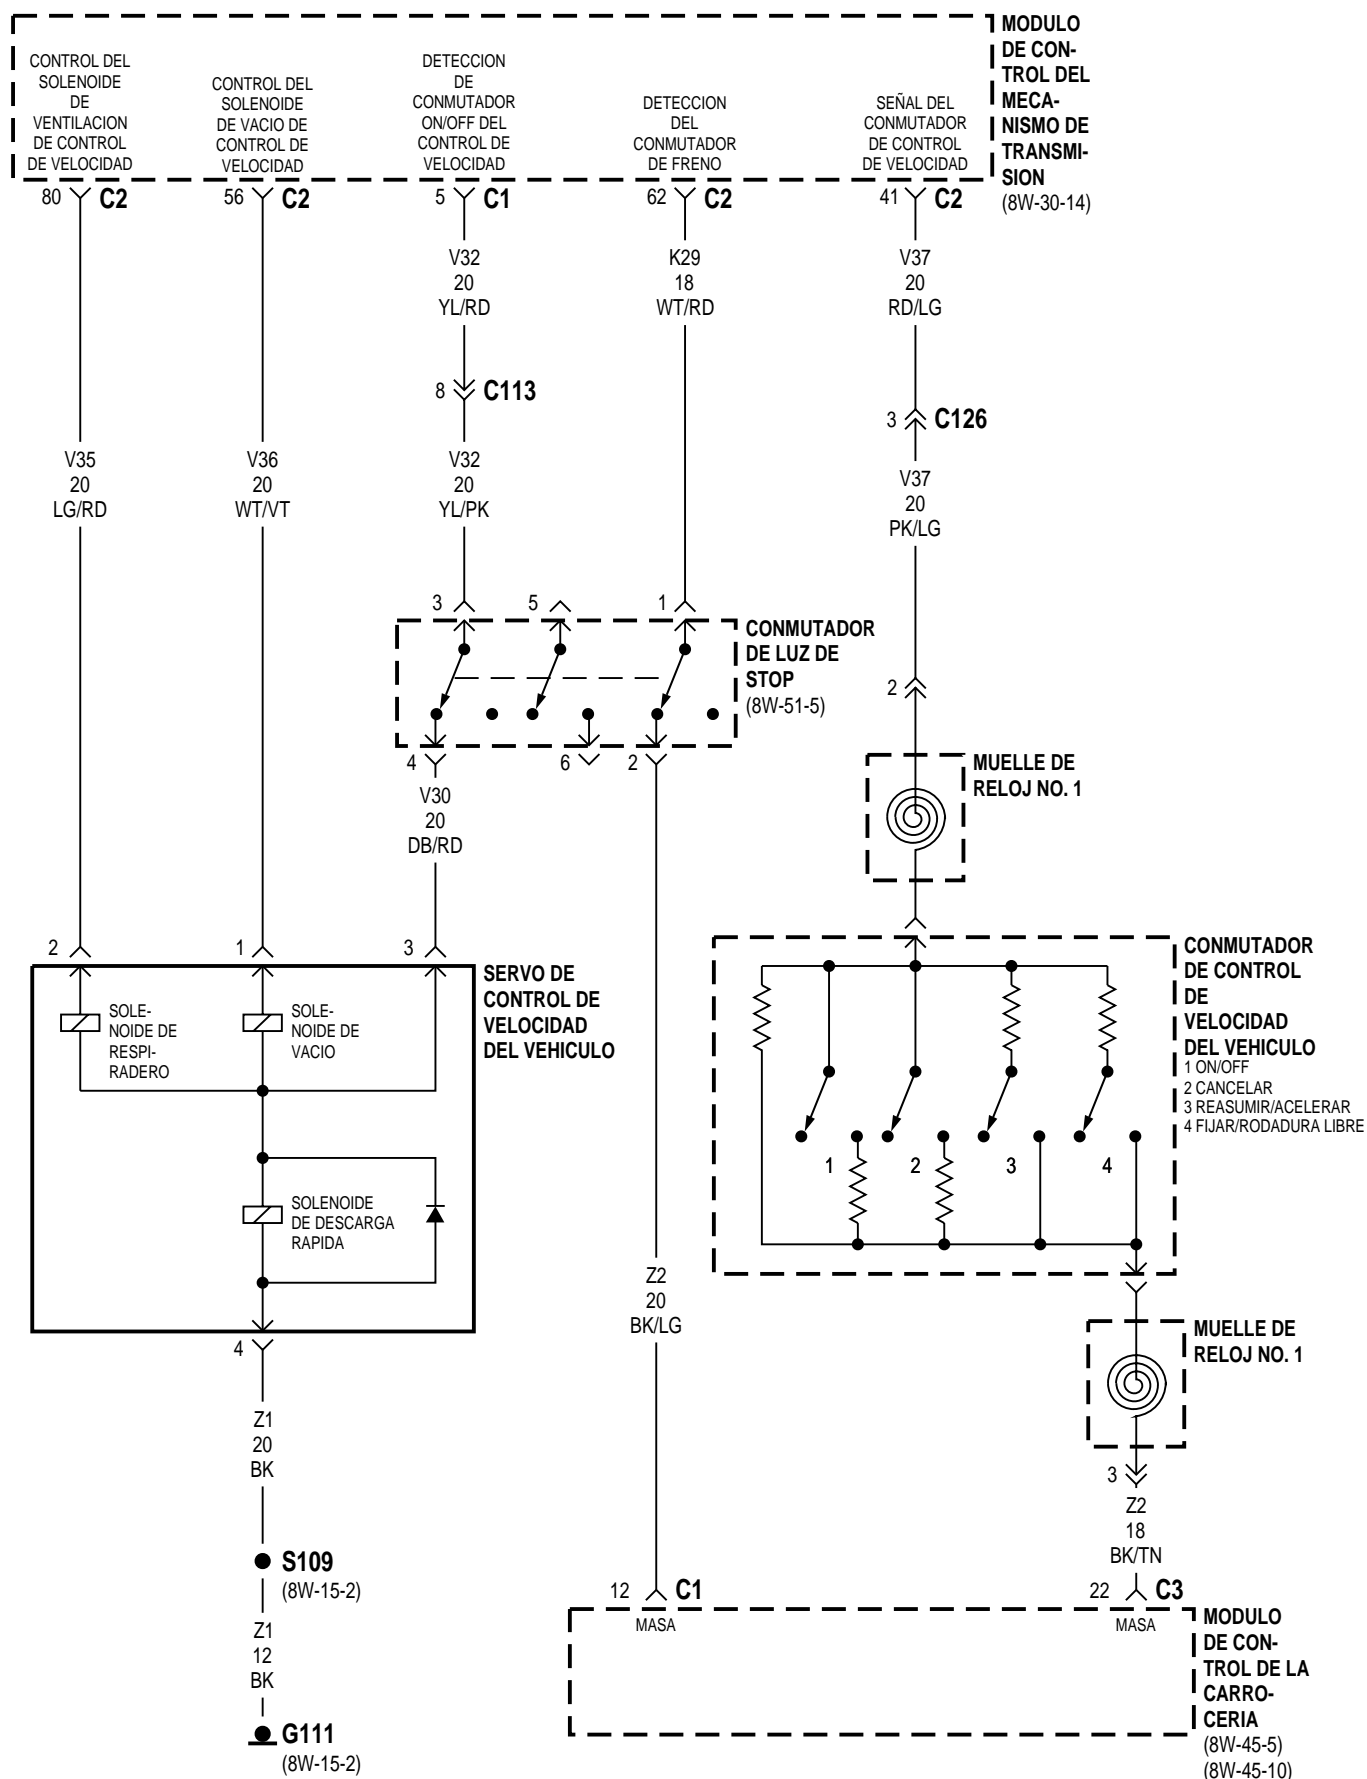 MODULO
DE CON-
TROL DEL
MECA-
NISMO DE
TRANSMI-
SION
(8W-30-14)
CONTROL DEL
SOLENOIDE
DE
VENTILACION
DE CONTROL
DE VELOCIDAD
CONTROL DEL
SOLENOIDE
DE VACIO DE
CONTROL DE
VELOCIDAD
DETECCION
DE
CONMUTADOR
ON/OFF DEL
CONTROL DE
VELOCIDAD
DETECCION
DEL
CONMUTADOR
DE FRENO
SEÑAL DEL
CONMUTADOR
DE CONTROL
DE VELOCIDAD
80 C2
56 C2
5 C1
62 C2
41 C2
V32
20
YL/RD
K29
18
WT/RD
V37
20
RD/LG
8 C113
3 C126
V35
20
LG/RD
V36
20
WT/VT
V32
20
YL/PK
V37
20
PK/LG
3
5
1
CONMUTADOR
DE LUZ DE
STOP
(8W-51-5)
4
6
2
2
MUELLE DE
RELOJ NO. 1
V30
20
DB/RD
2
1
3
SERVO DE
CONTROL DE
VELOCIDAD
DEL VEHICULO
SOLE-
NOIDE DE
RESPI-
RADERO
SOLE-
NOIDE DE
VACIO
SOLENOIDE
DE DESCARGA
RAPIDA
CONMUTADOR
DE CONTROL
DE
VELOCIDAD
DEL VEHICULO
1 ON/OFF
2 CANCELAR
3 REASUMIR/ACELERAR
4 FIJAR/RODADURA LIBRE
1
2
3
4
Z2
20
BK/LG
4
MUELLE DE
RELOJ NO. 1
Z1
20
BK
3
Z2
18
BK/TN
S109
(8W-15-2)
Z1
12
BK
G111
(8W-15-2)
12 C1
22 C3
MASA
MASA
MODULO
DE CON-
TROL DE LA
CARRO-
CERIA
(8W-45-5)
(8W-45-10)